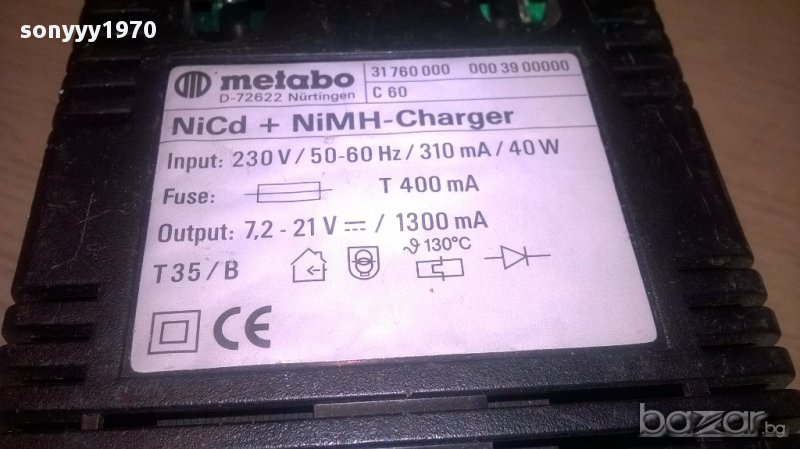 sonyyy1970
metabo
D-72622 Nürtingen
31 760 000 000 39 00000
C 60
NiCd + NiMH-Charger
Input: 230 V / 50-60 Hz / 310 mA / 40 W
Fuse: T 400 mA
Output: 7,2 - 21 V / 1300 mA
T 35 / B
ϑ 130°C
CE
bazar.bg